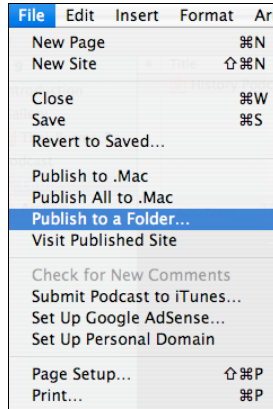 File Edit Insert Format Ar
New Page ⌘N
New Site ⇧⌘N
Close ⌘W
Save ⌘S
Revert to Saved...
Publish to .Mac
Publish All to .Mac
Publish to a Folder...
Visit Published Site
Check for New Comments
Submit Podcast to iTunes...
Set Up Google AdSense...
Set Up Personal Domain
Page Setup... ⇧⌘P
Print... ⌘P